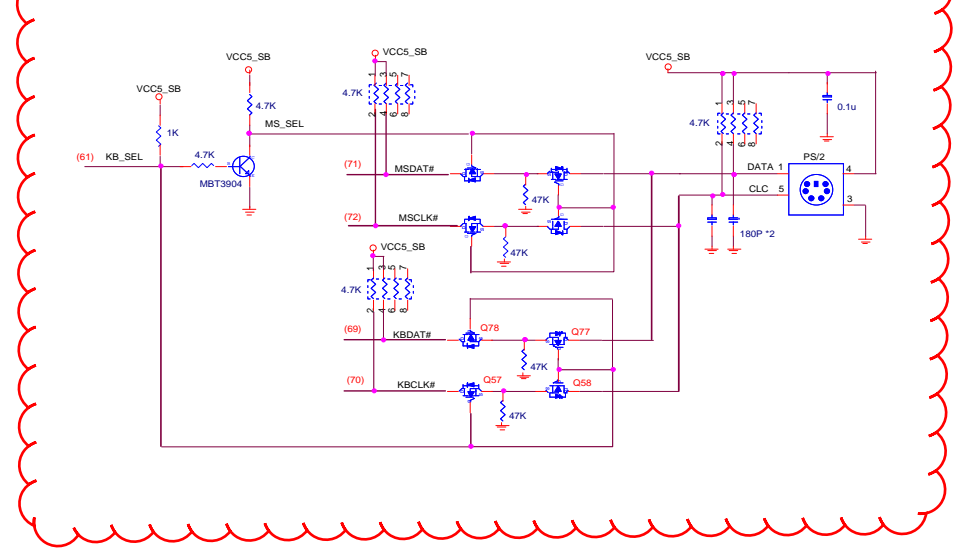 VCC5_SB
VCC5_SB
VCC5_SB
VCC5_SB
1 3 5 7
4.7K
2 4 6 8
4.7K
1K
MS_SEL
(61) KB_SEL
4.7K
MBT3904
(71) MSDAT#
47K
(72) MSCLK#
47K
1 3 5 7
4.7K
2 4 6 8
0.1u
PS/2
DATA 1
4
CLC 5
3
180P *2
VCC5_SB
1 3 5 7
4.7K
2 4 6 8
(69) KBDAT#
Q78
Q77
47K
(70) KBCLK#
Q57
Q58
47K